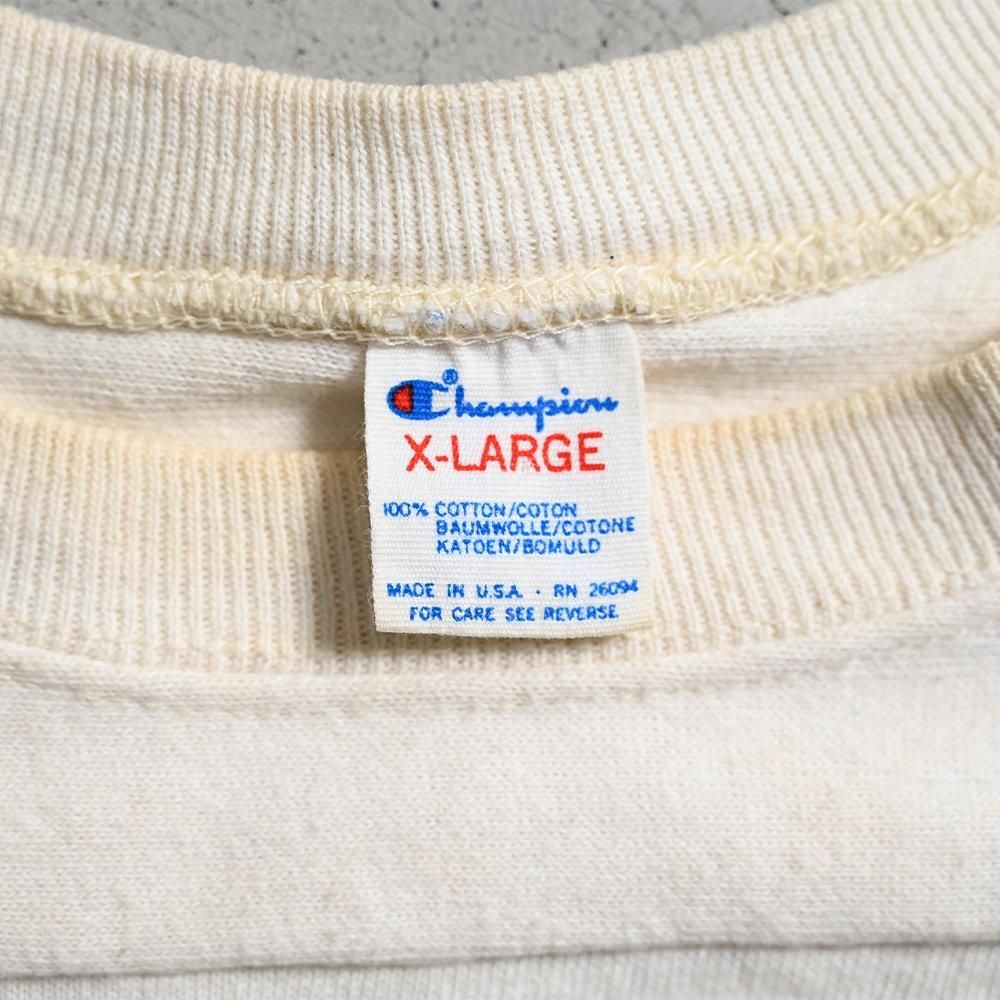 Champion®
X-LARGE
100% COTTON/COTON
BAUMWOLLE/COTONE
KATOEN/BOMULD
MADE IN U.S.A. · RN 26094
FOR CARE SEE REVERSE